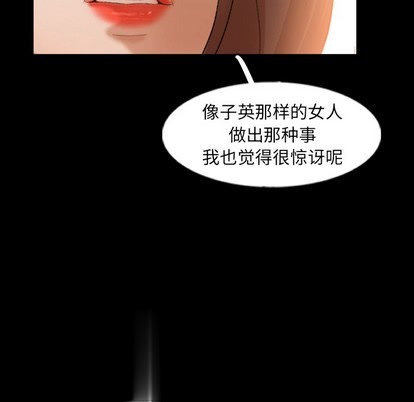 像子英那样的女人
做出那种事
我也觉得很惊讶呢